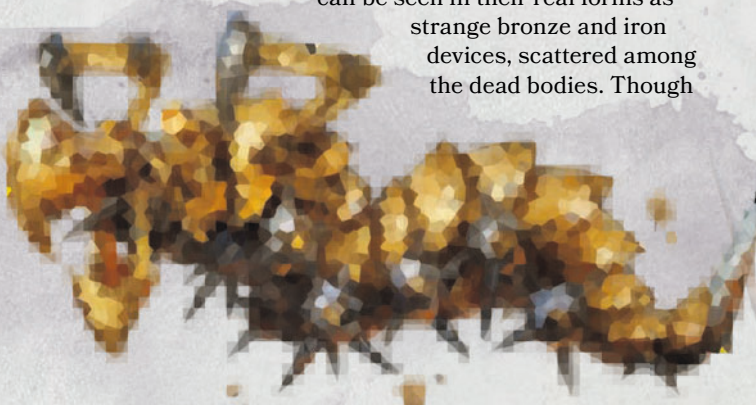 can be seen in their real forms as
strange bronze and iron
devices, scattered among
the dead bodies. Though